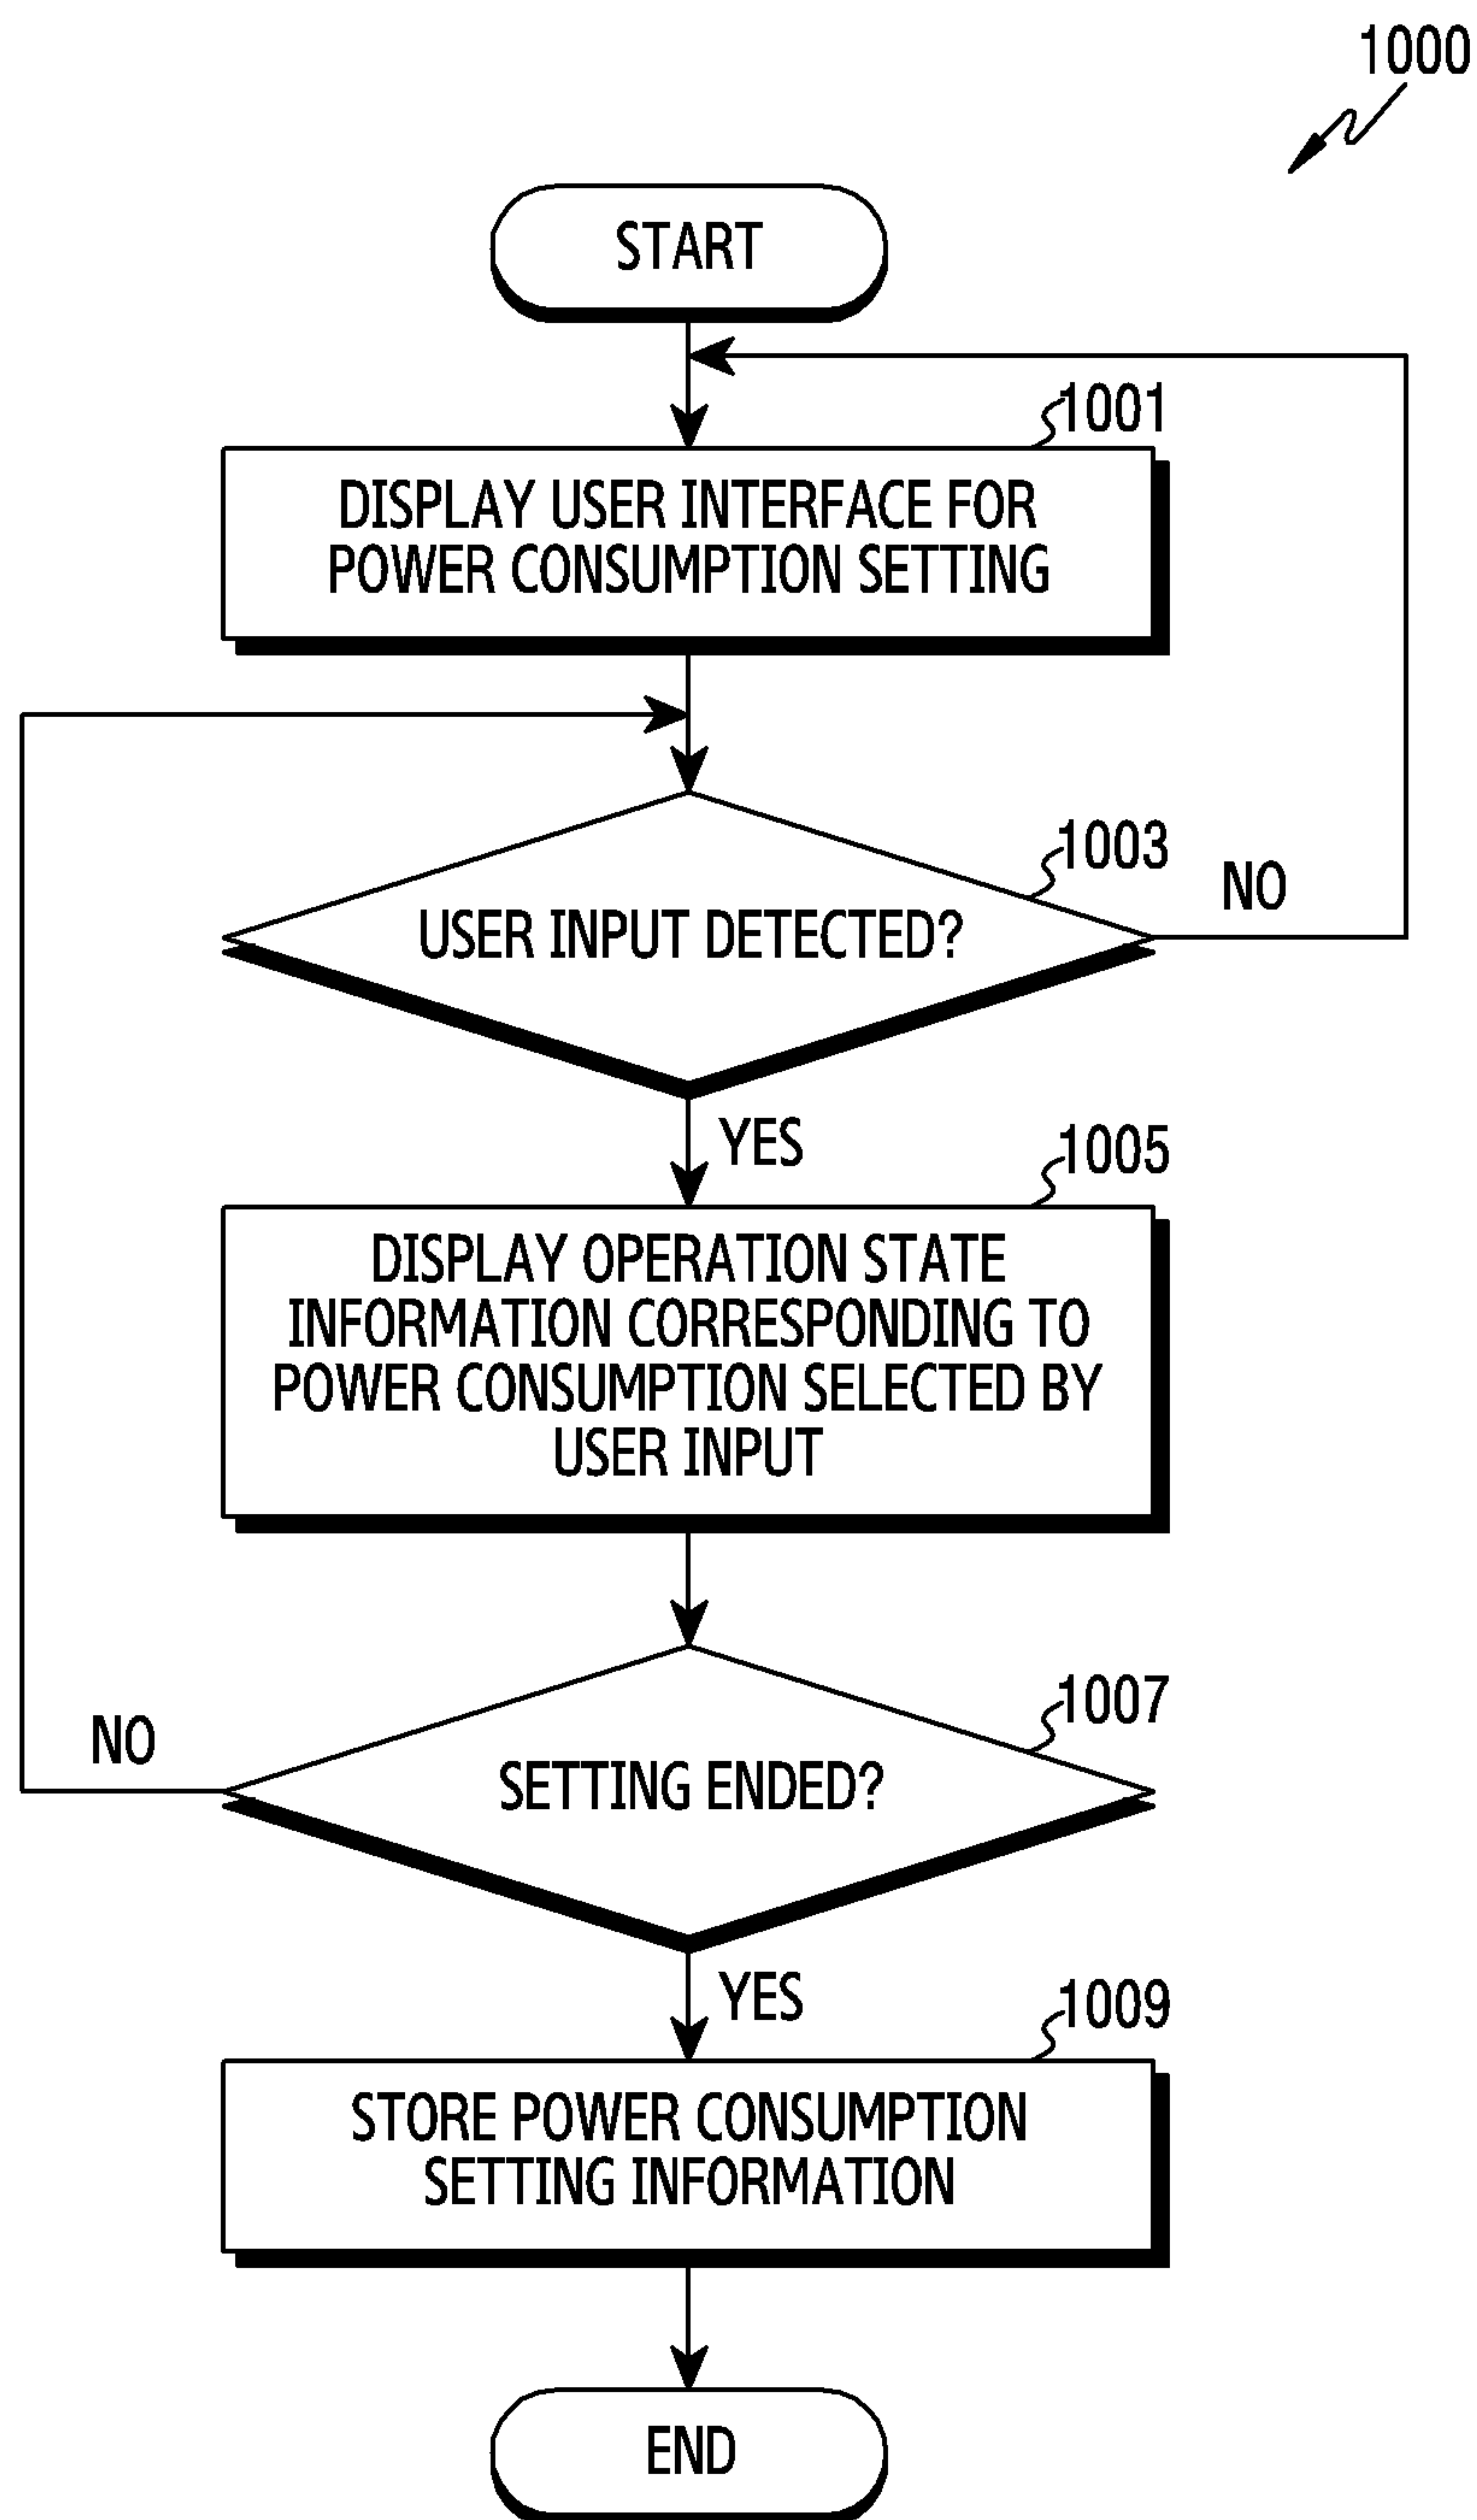 1000
START
1001
DISPLAY USER INTERFACE FOR
POWER CONSUMPTION SETTING
1003
NO
USER INPUT DETECTED?
YES
1005
DISPLAY OPERATION STATE
INFORMATION CORRESPONDING TO
POWER CONSUMPTION SELECTED BY
USER INPUT
1007
NO
SETTING ENDED?
YES
1009
STORE POWER CONSUMPTION
SETTING INFORMATION
END